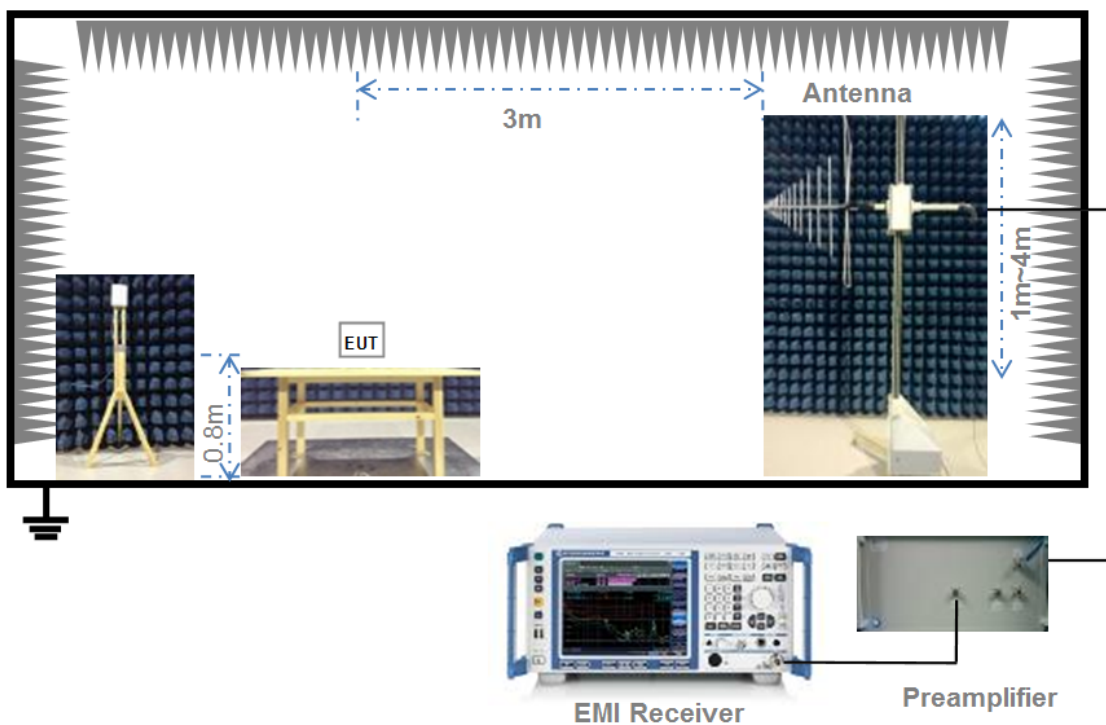 Antenna
3m
1m~4m
EUT
0.8m
EMI Receiver
Preamplifier